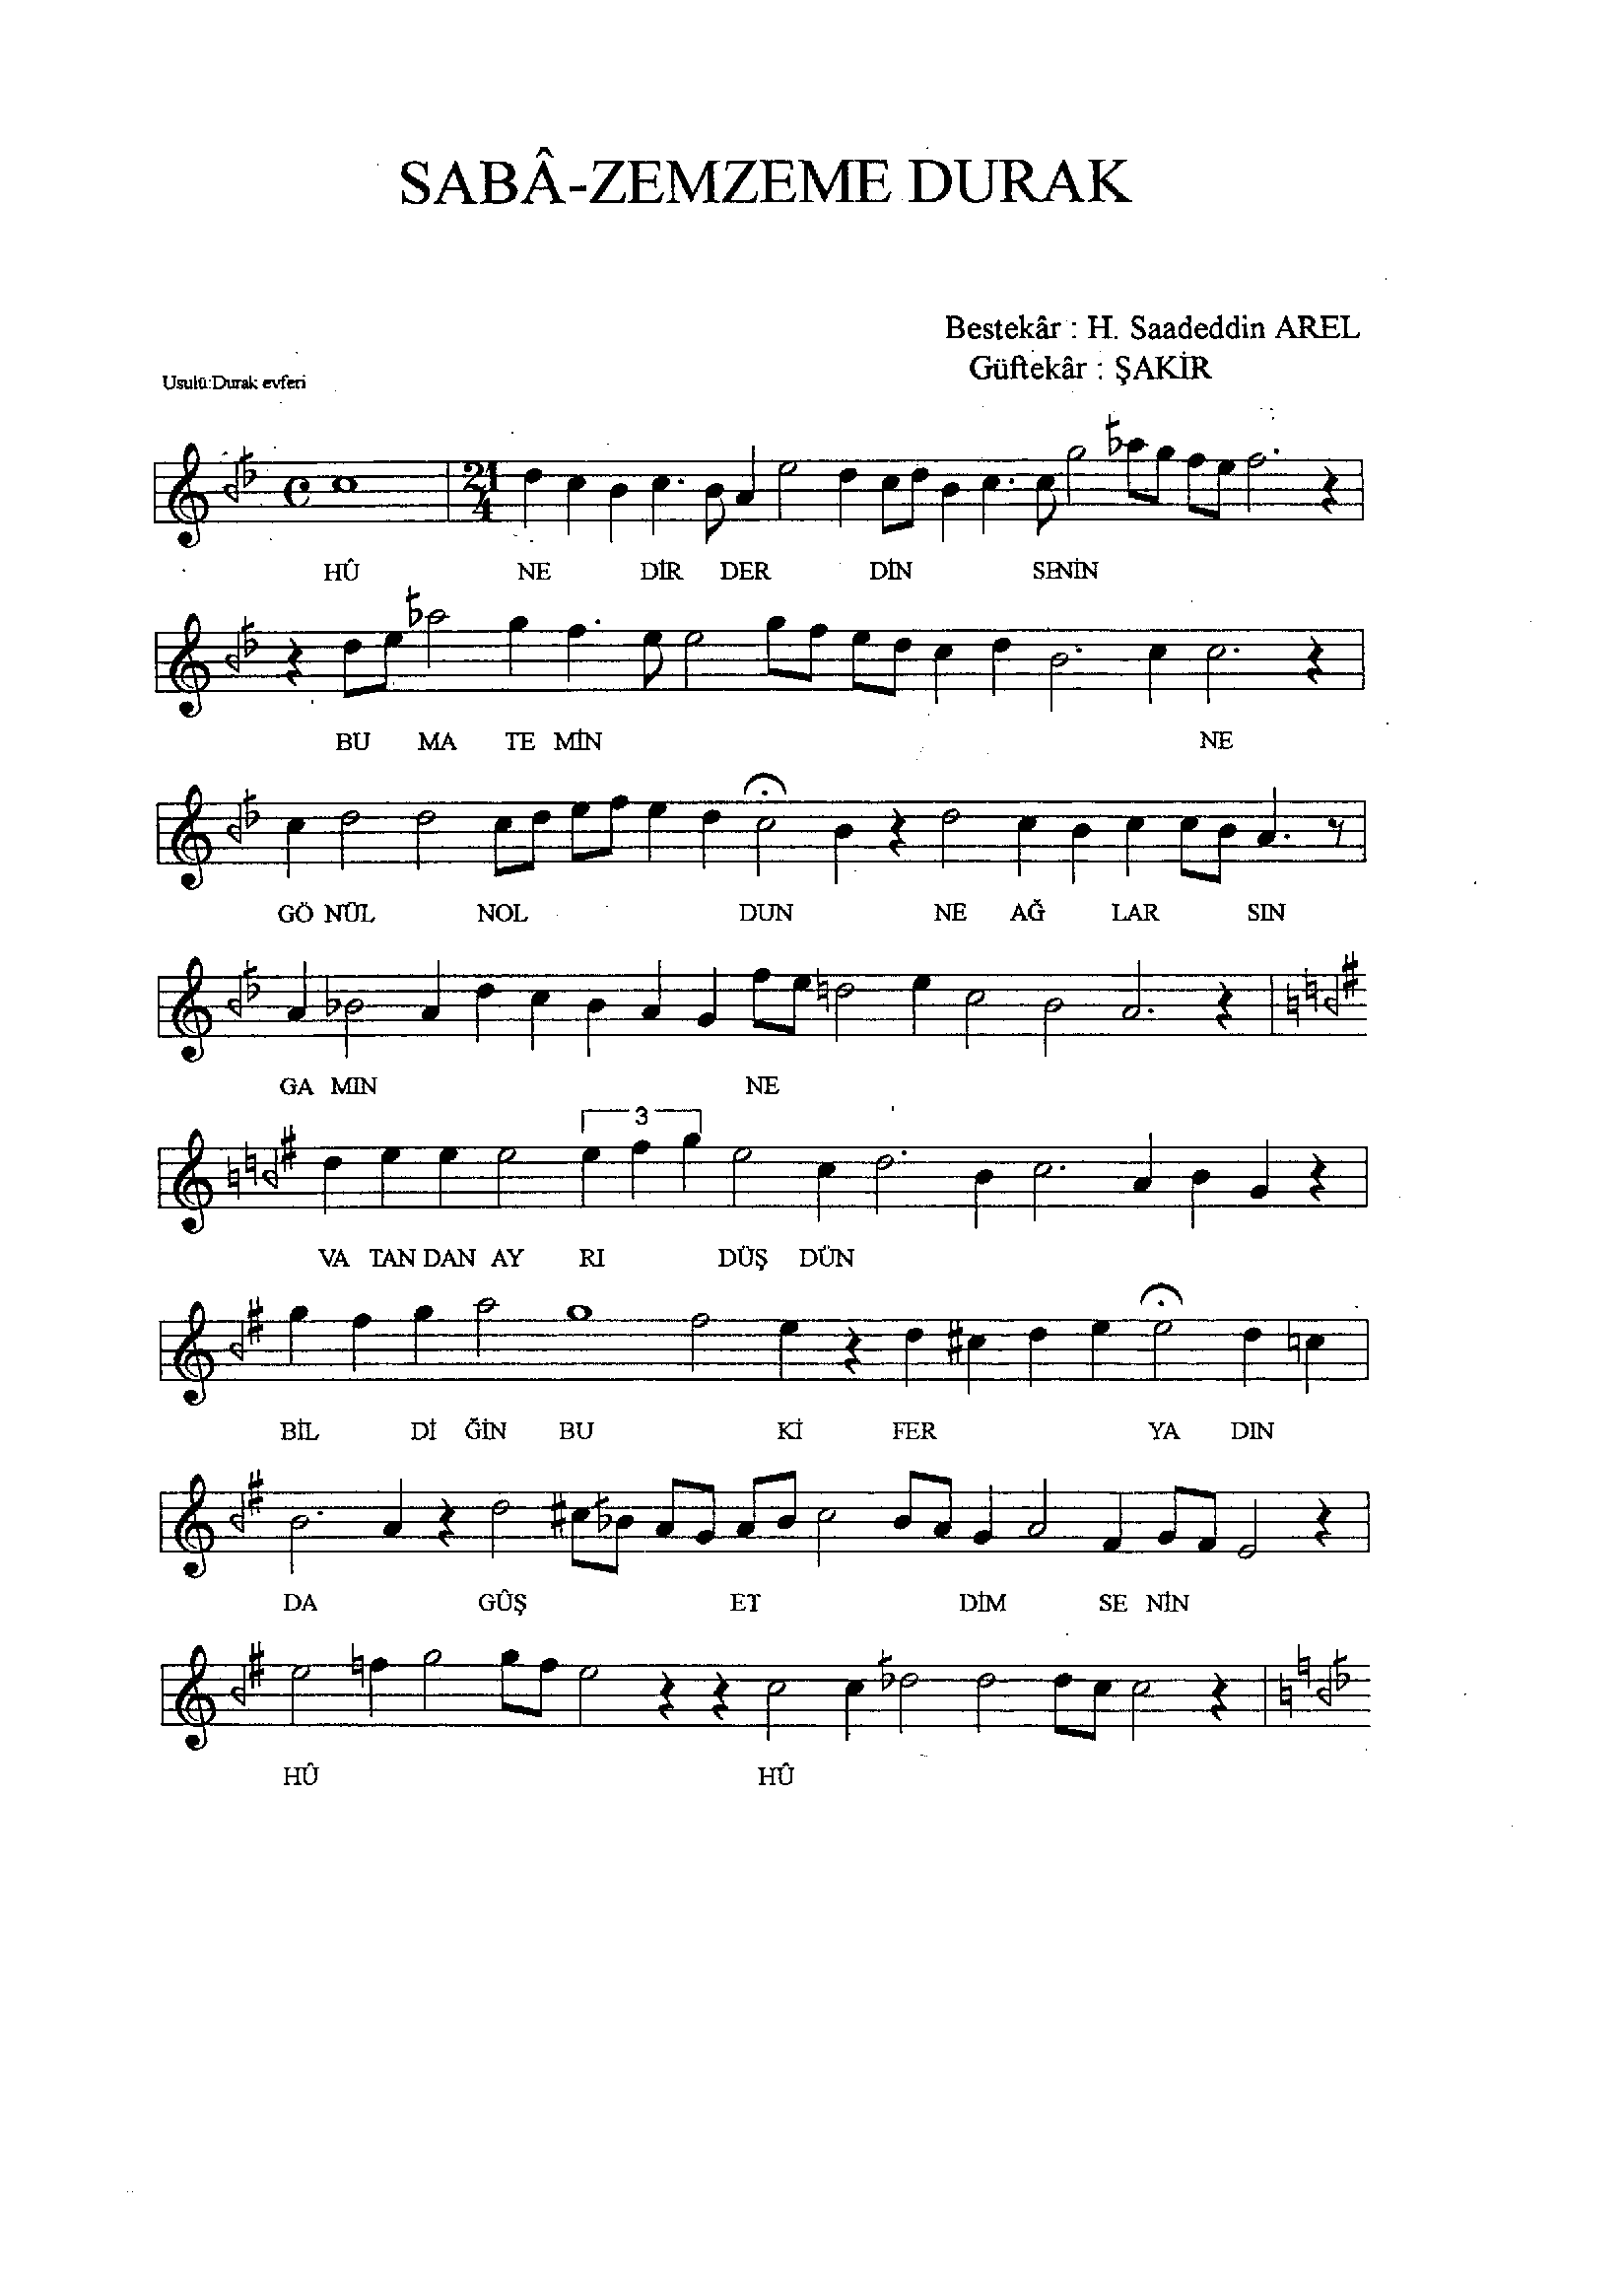 SABÂ-ZEMZEME DURAK
Bestekâr : H. Saadeddin AREL
Güftekâr : ŞAKİR
Usulü:Durak evferi
21
4
HÛ NE DİR DER DİN SENİN
BU MA TE MİN NE
GÖ NÜL NOL DUN NE AĞ LAR SIN
GA MIN NE
3
VA TAN DAN AY RI DÜŞ DÜN
BİL Dİ ĞİN BU Kİ FER YA DIN
DA GÛŞ ET DİM SE NİN
HÛ HÛ